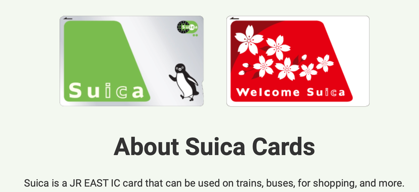 Suica
Welcome Suica
About Suica Cards
Suica is a JR EAST IC card that can be used on trains, buses, for shopping, and more.